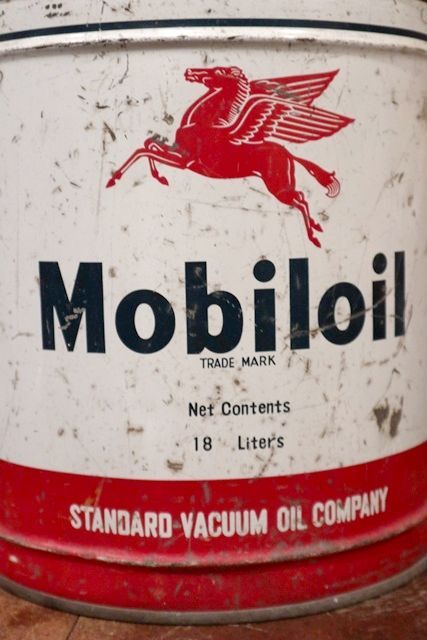 Mobiloil
TRADE MARK
Net Contents
18 Liters
STANDARD VACUUM OIL COMPANY